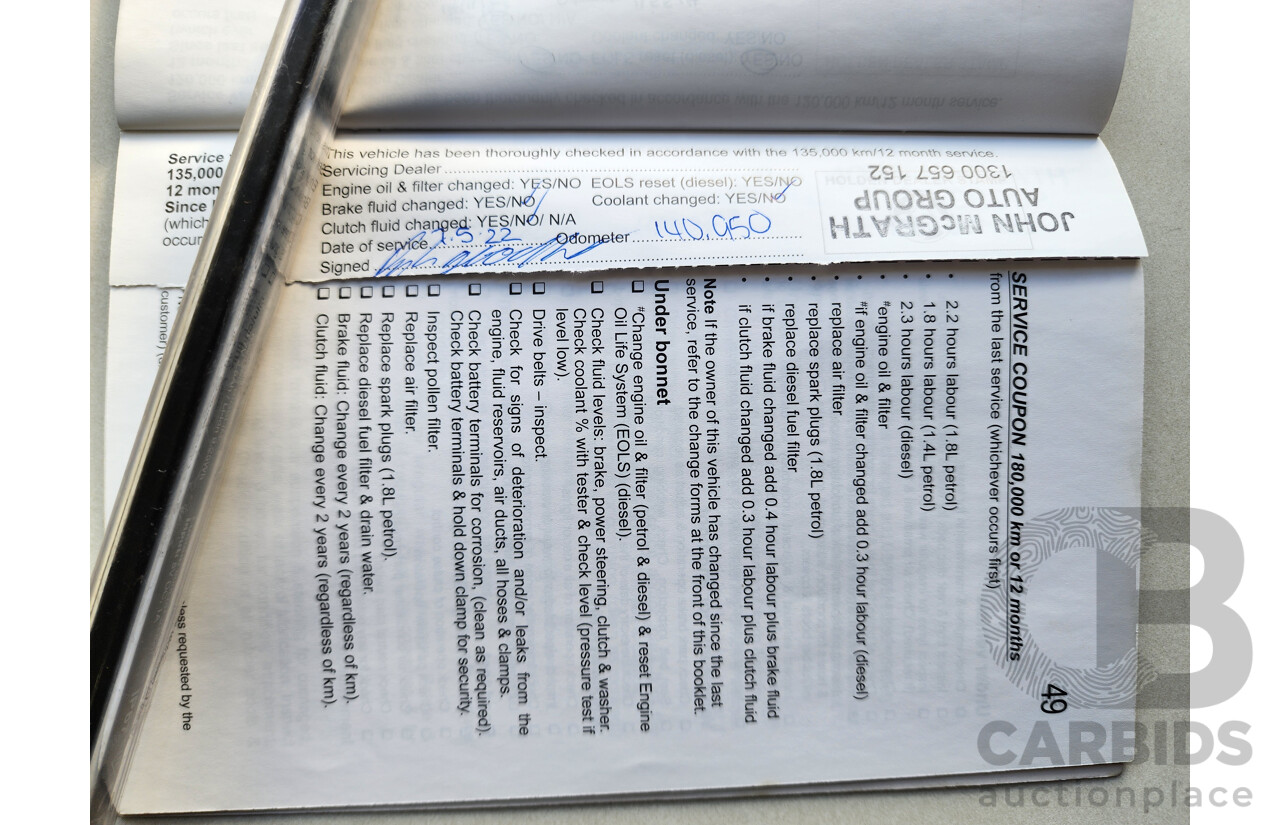 Service
135,000
12 mon
Since
(which
occur
This vehicle has been thoroughly checked in accordance with the 135,000 km/12 month service.
Servicing Dealer
Engine oil & filter changed: YES/NO EOLS reset (diesel): YES/NO
Brake fluid changed: YES/NO Coolant changed: YES/NO
Clutch fluid changed: YES/NO/ N/A
Date of service 5.22 Odometer 140,950
Signed
JOHN McGRATH
AUTO GROUP
1300 657 152
49
SERVICE COUPON 180,000 km or 12 months
from the last service (whichever occurs first)
• 2.2 hours labour (1.8L petrol)
• 1.8 hours labour (1.4L petrol)
• 2.3 hours labour (diesel)
• #engine oil & filter
• #if engine oil & filter changed add 0.3 hour labour (diesel)
• replace air filter
• replace spark plugs (1.8L petrol)
• replace diesel fuel filter
• if brake fluid changed add 0.4 hour labour plus brake fluid
• if clutch fluid changed add 0.3 hour labour plus clutch fluid
Note If the owner of this vehicle has changed since the last
service, refer to the change forms at the front of this booklet.
Under bonnet
❑ #Change engine oil & filter (petrol & diesel) & reset Engine
Oil Life System (EOLS) (diesel).
❑ Check fluid levels: brake, power steering, clutch & washer.
Check coolant % with tester & check level (pressure test if
level low).
❑ Drive belts – inspect.
❑ Check for signs of deterioration and/or leaks from the
engine, fluid reservoirs, air ducts, all hoses & clamps.
❑ Check battery terminals for corrosion, (clean as required).
Check battery terminals & hold down clamp for security.
❑ Inspect pollen filter.
❑ Replace air filter.
❑ Replace spark plugs (1.8L petrol).
❑ Replace diesel fuel filter & drain water.
❑ Brake fluid: Change every 2 years (regardless of km).
❑ Clutch fluid: Change every 2 years (regardless of km).
requested by the
customer)
CARBIDS
auctionplace